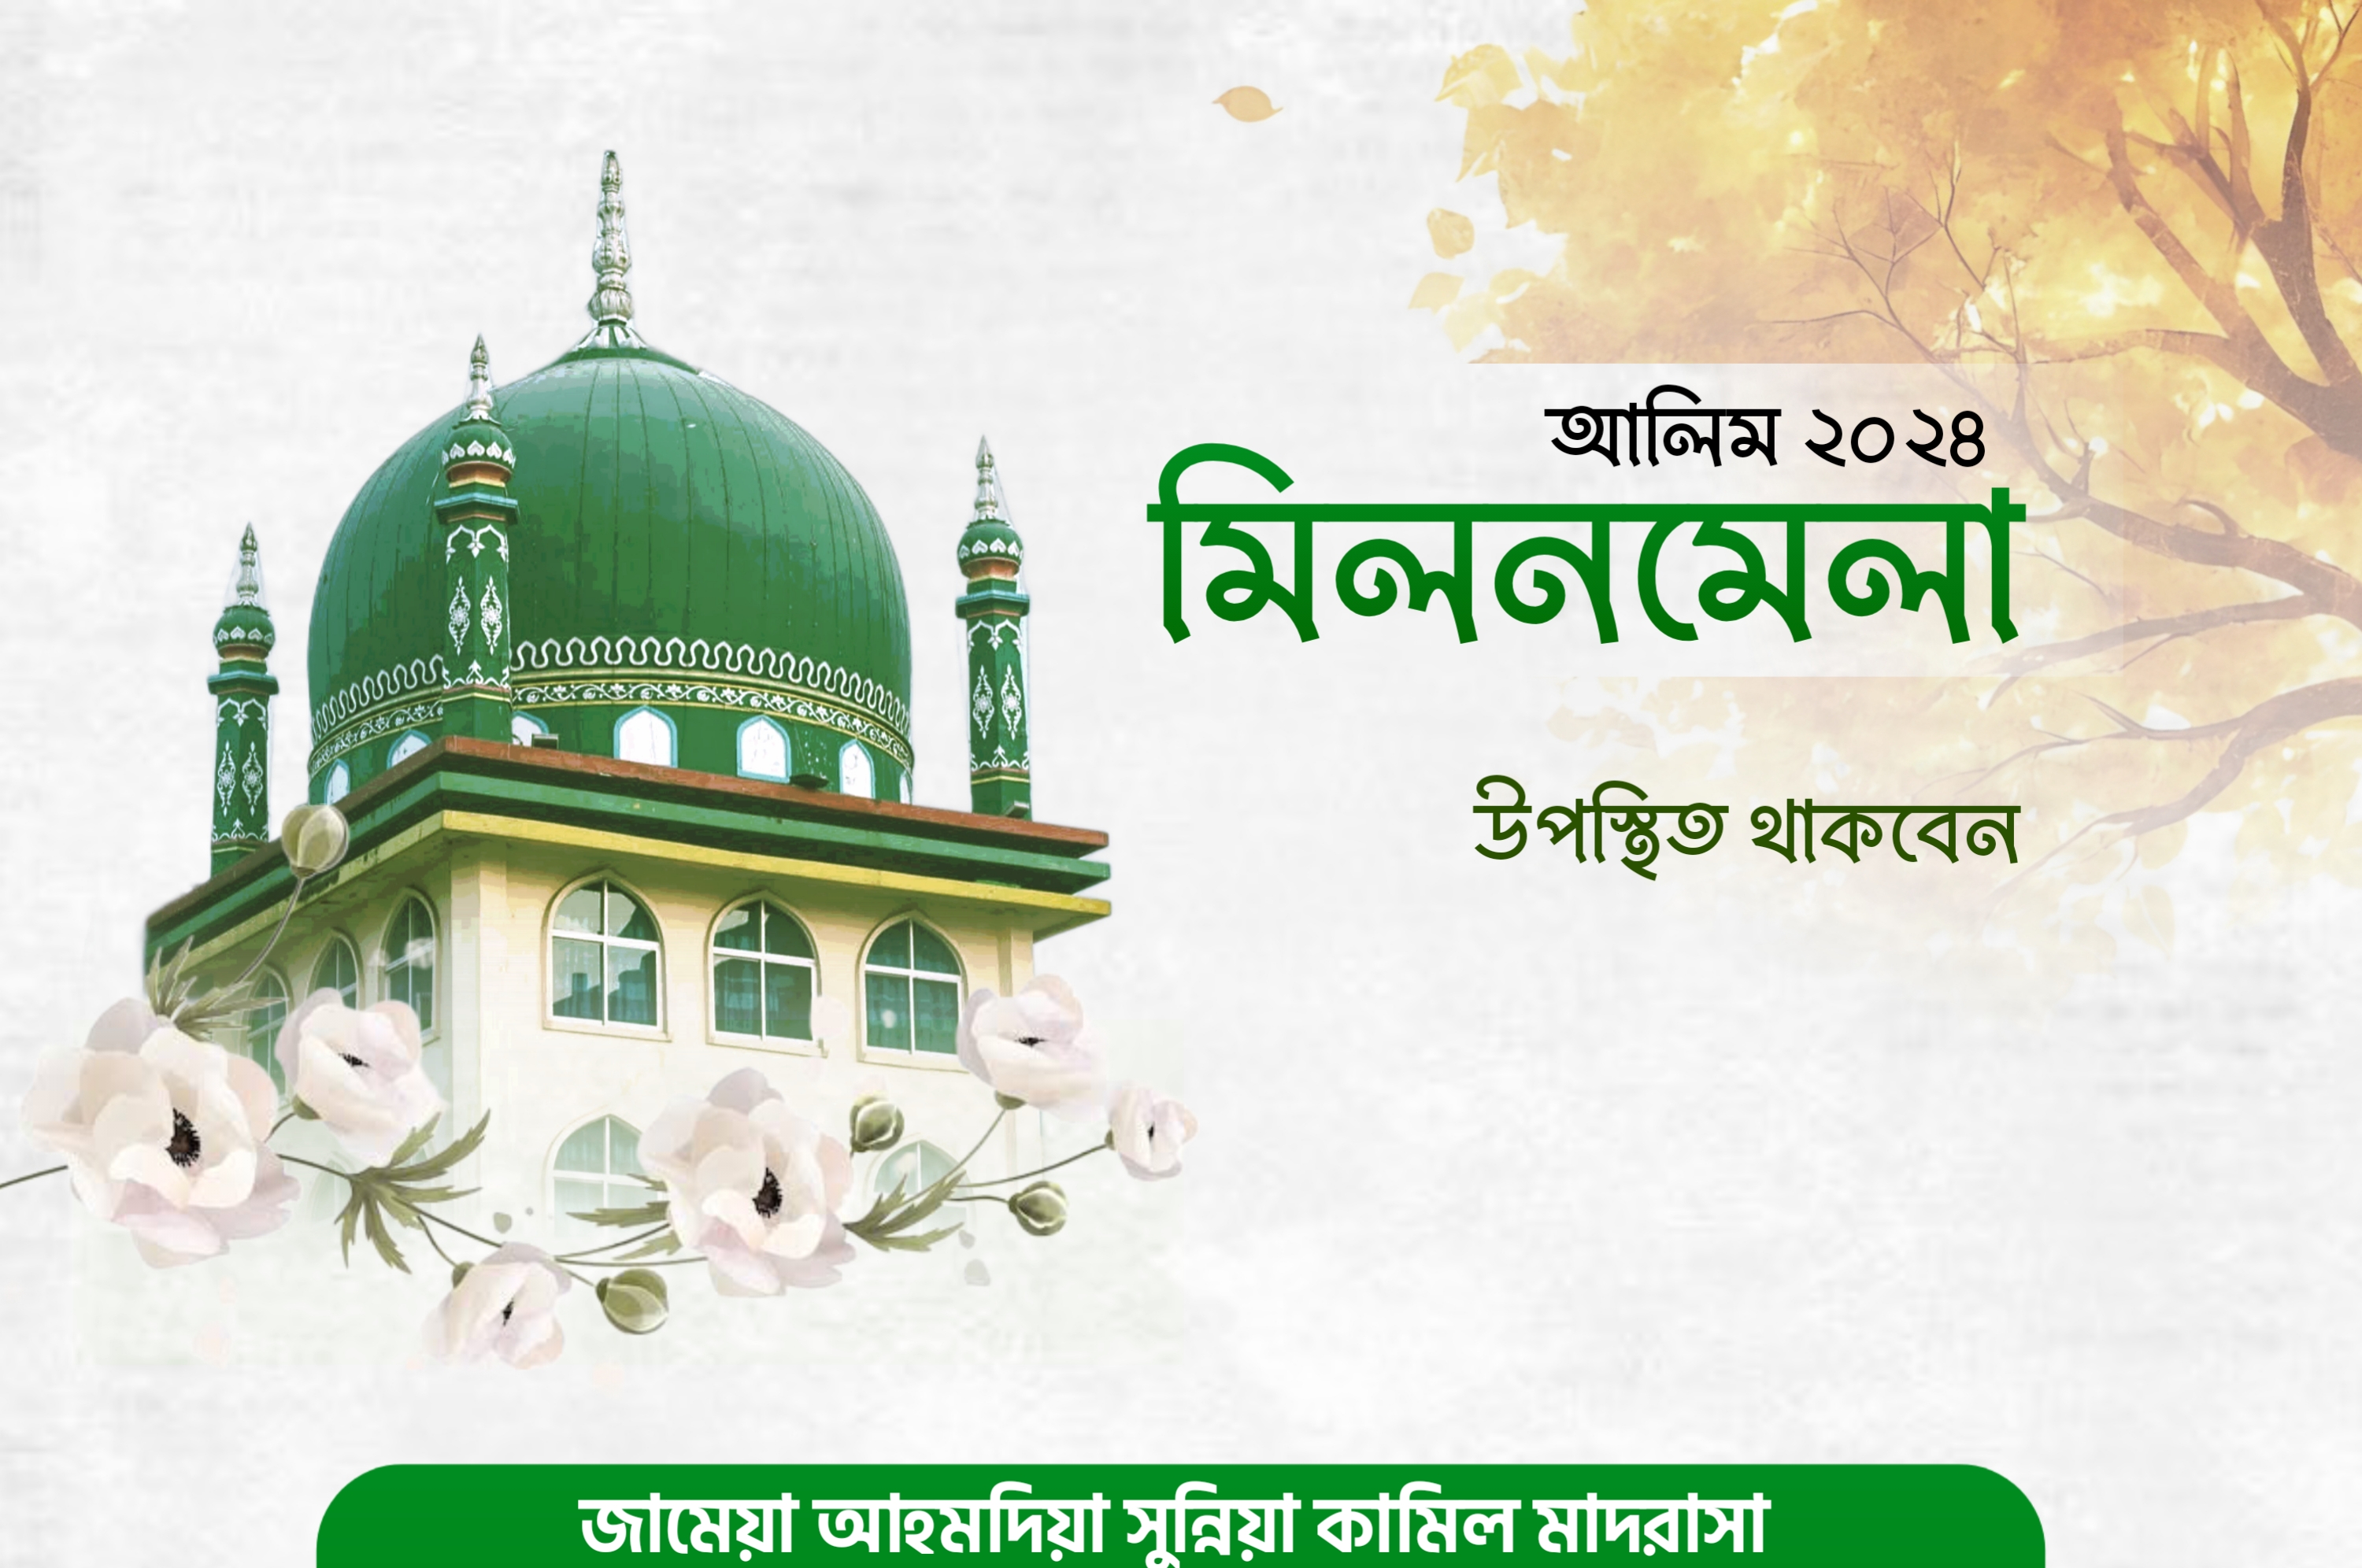 আলিম ২০২৪
মিলনমেলা
উপস্থিত থাকবেন
জামেয়া আহমদিয়া সুন্নিয়া কামিল মাদরাসা